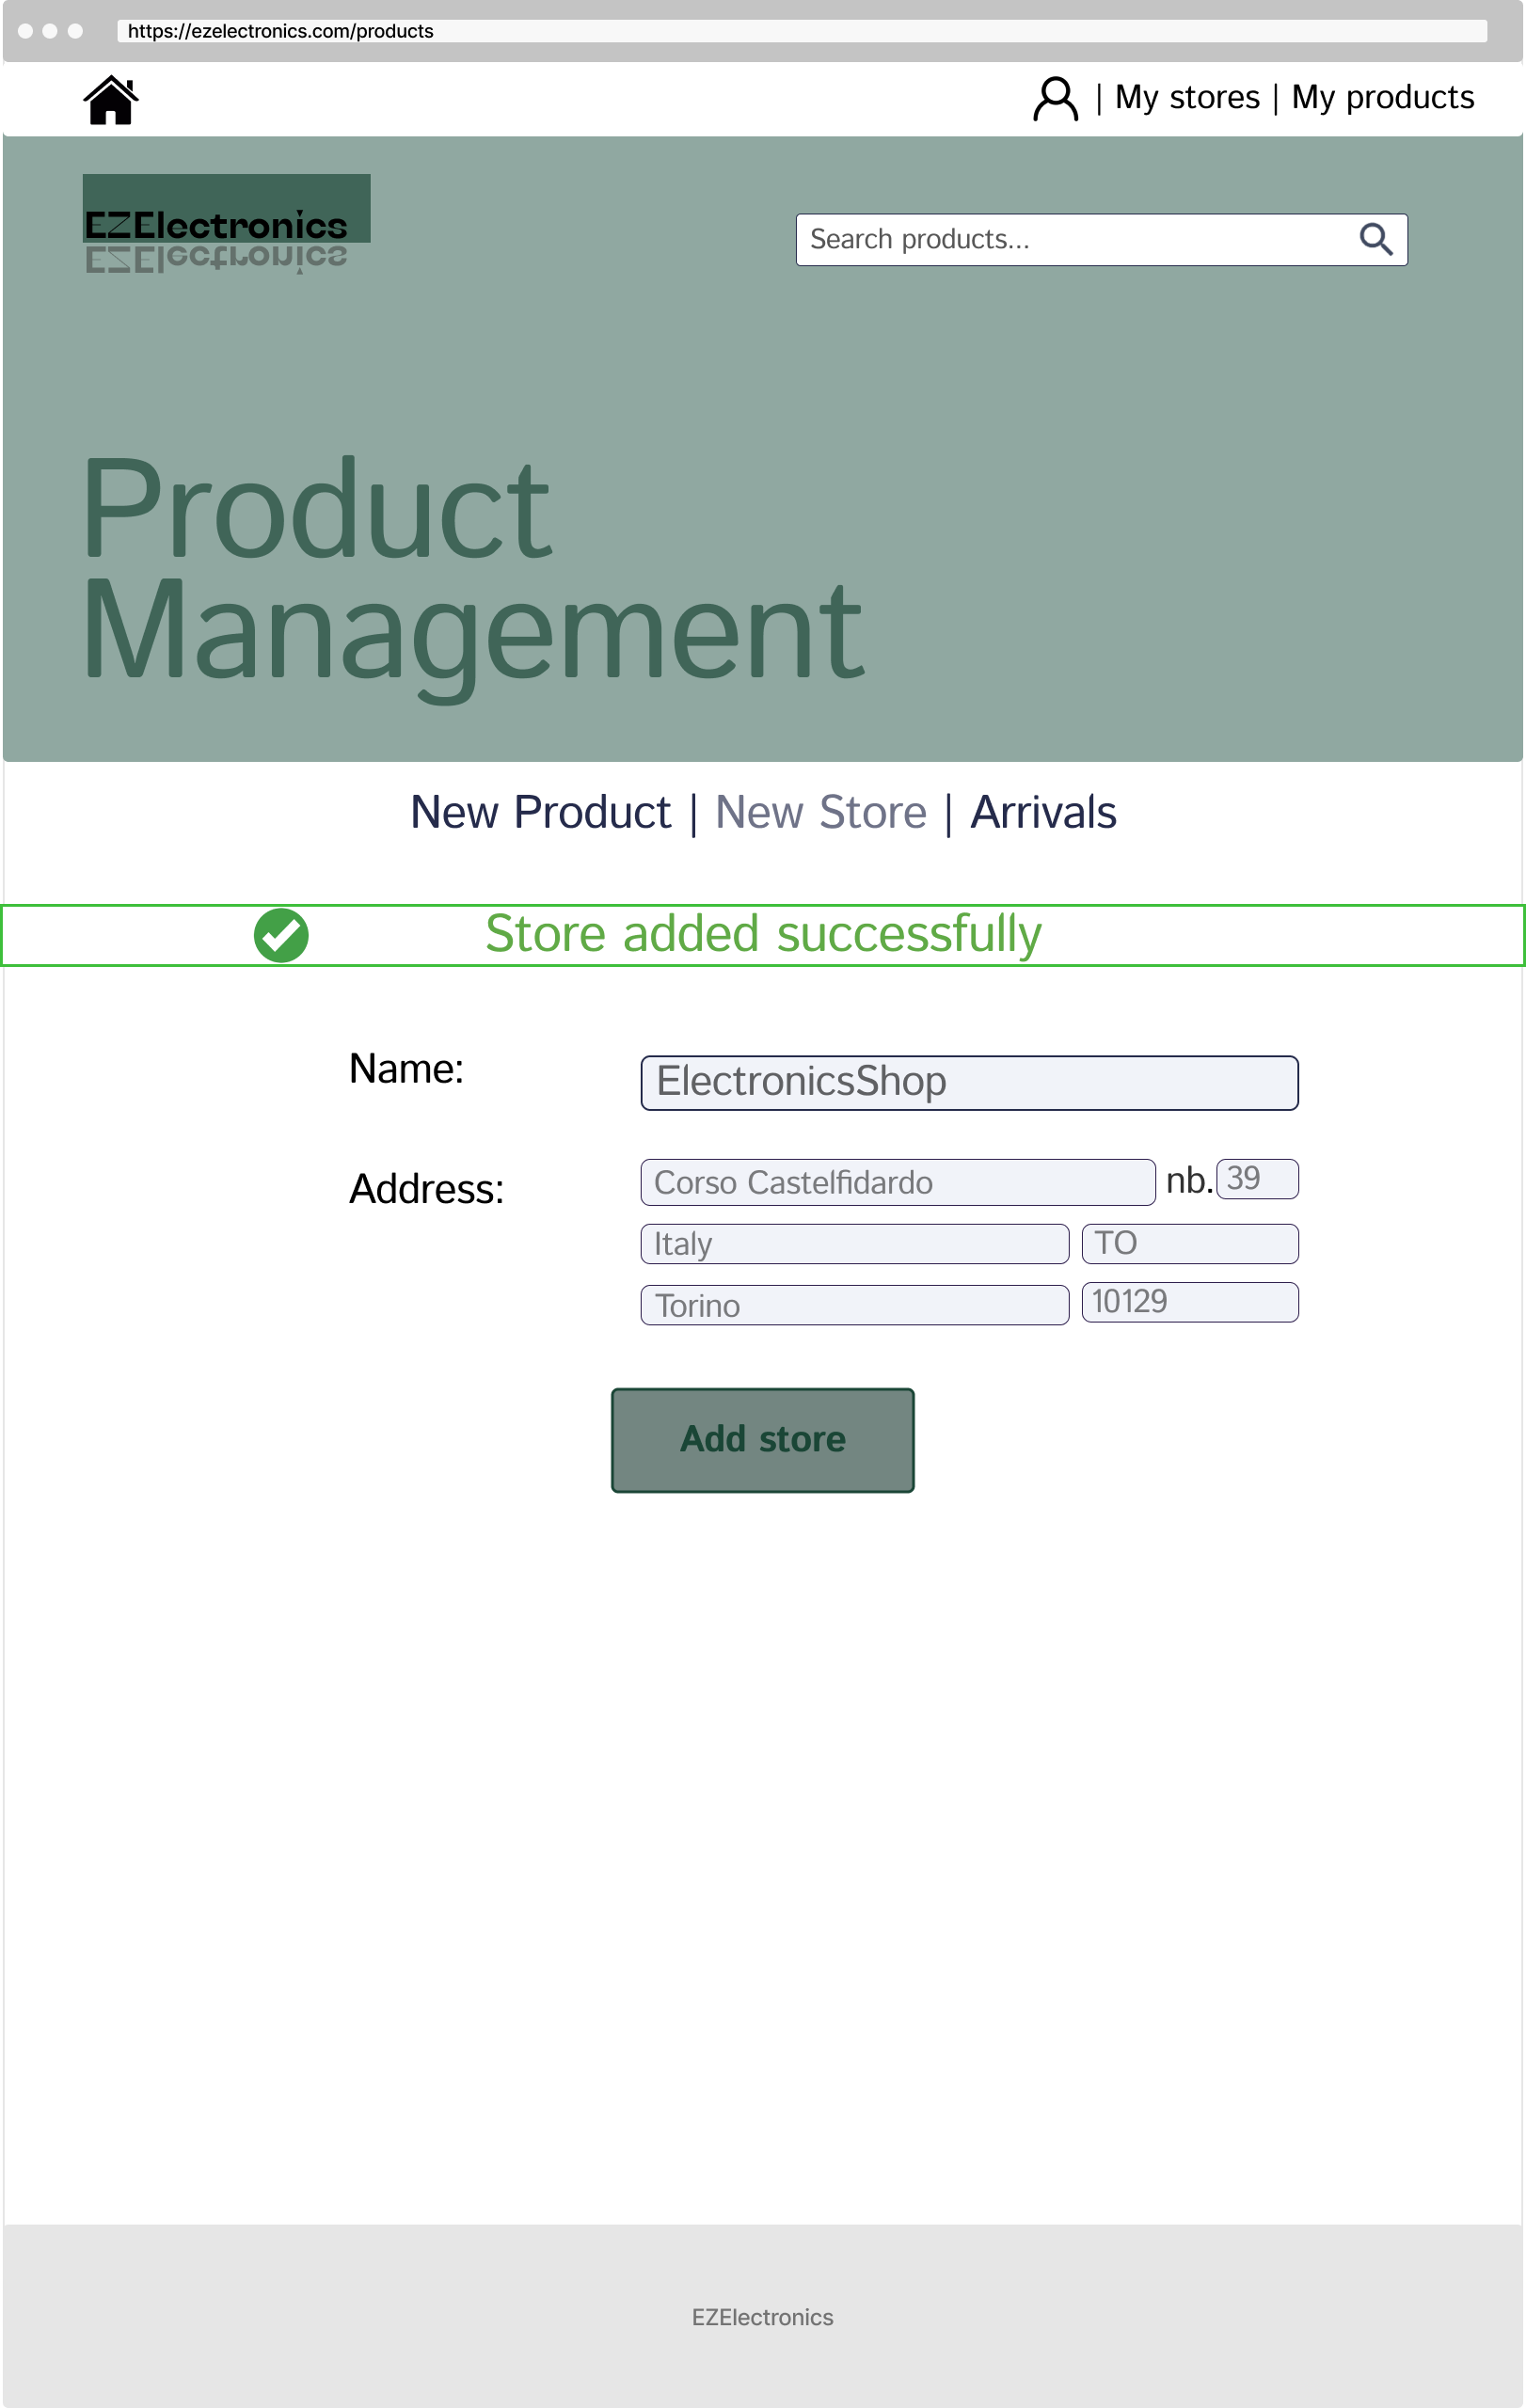 https://ezelectronics.com/products
| My stores | My products
EZElectronics
EZElectronics
Search products...
Product
Management
New Product | New Store | Arrivals
Store added successfully
Name:
ElectronicsShop
Address:
Corso Castelfidardo nb. 39
Italy TO
Torino 10129
Add store
EZElectronics